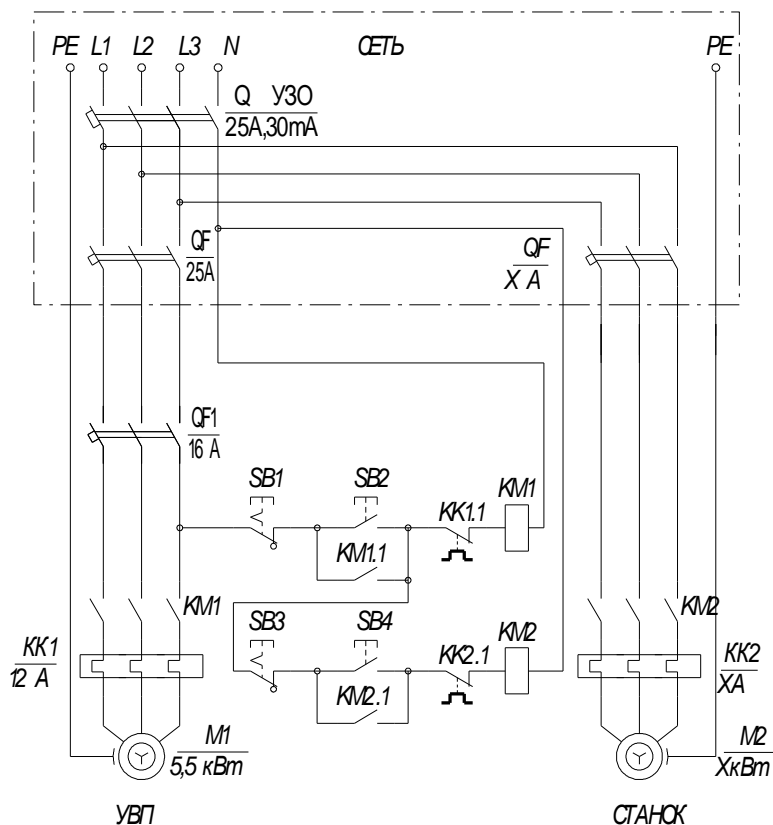 PE L1 L2 L3 N СЕТЬ PE
Q УЗО
25A,30mA
QF
25A
QF
X A
QF1
16 A
SB1 SB2 KK1.1 KM1
KM1.1
KM1
SB3 SB4 KK2.1 KM2
KM2.1
KM2
KK1
12 A
KK2
XA
M1
5,5 кВт
M2
XкВт
УВП
СТАНОК